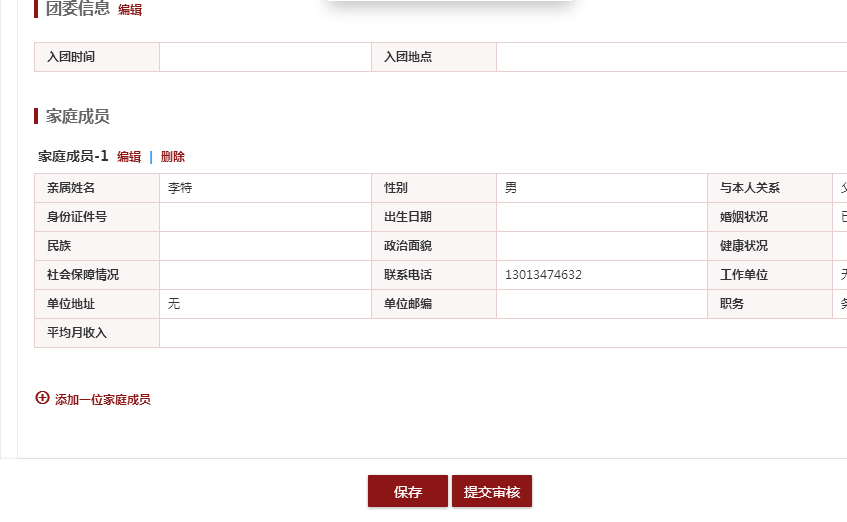 团委信息 编辑
入团时间 入团地点
家庭成员
家庭成员-1 编辑 | 删除
亲属姓名 李特 性别 男 与本人关系
身份证件号 出生日期 婚姻状况
民族 政治面貌 健康状况
社会保障情况 联系电话 13013474632 工作单位
单位地址 无 单位邮编 职务
平均月收入
添加一位家庭成员
保存 提交审核